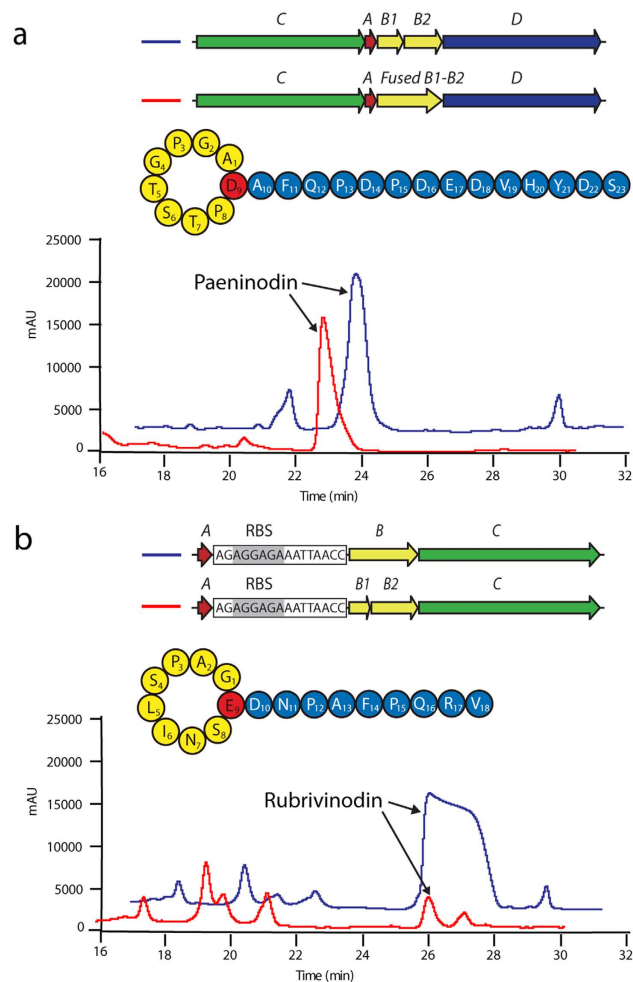 a
C A B1 B2 D
C A Fused B1-B2 D
A1 G2 P3 G4 T5 S6 T7 P8 D9 A10 F11 Q12 P13 D14 P15 D16 E17 D18 V19 H20 Y21 D22 S23
25000
20000
15000
10000
5000
0
mAU
Paeninodin
16 18 20 22 24 26 28 30 32
Time (min)
b
A RBS B C
AGAGGAGAAATTAACC
A RBS B1 B2 C
AGAGGAGAAATTAACC
G1 A2 P3 S4 L5 I6 N7 S8 E9 D10 N11 P12 A13 F14 P15 Q16 R17 V18
25000
20000
15000
10000
5000
0
mAU
Rubrivinodin
16 18 20 22 24 26 28 30 32
Time (min)